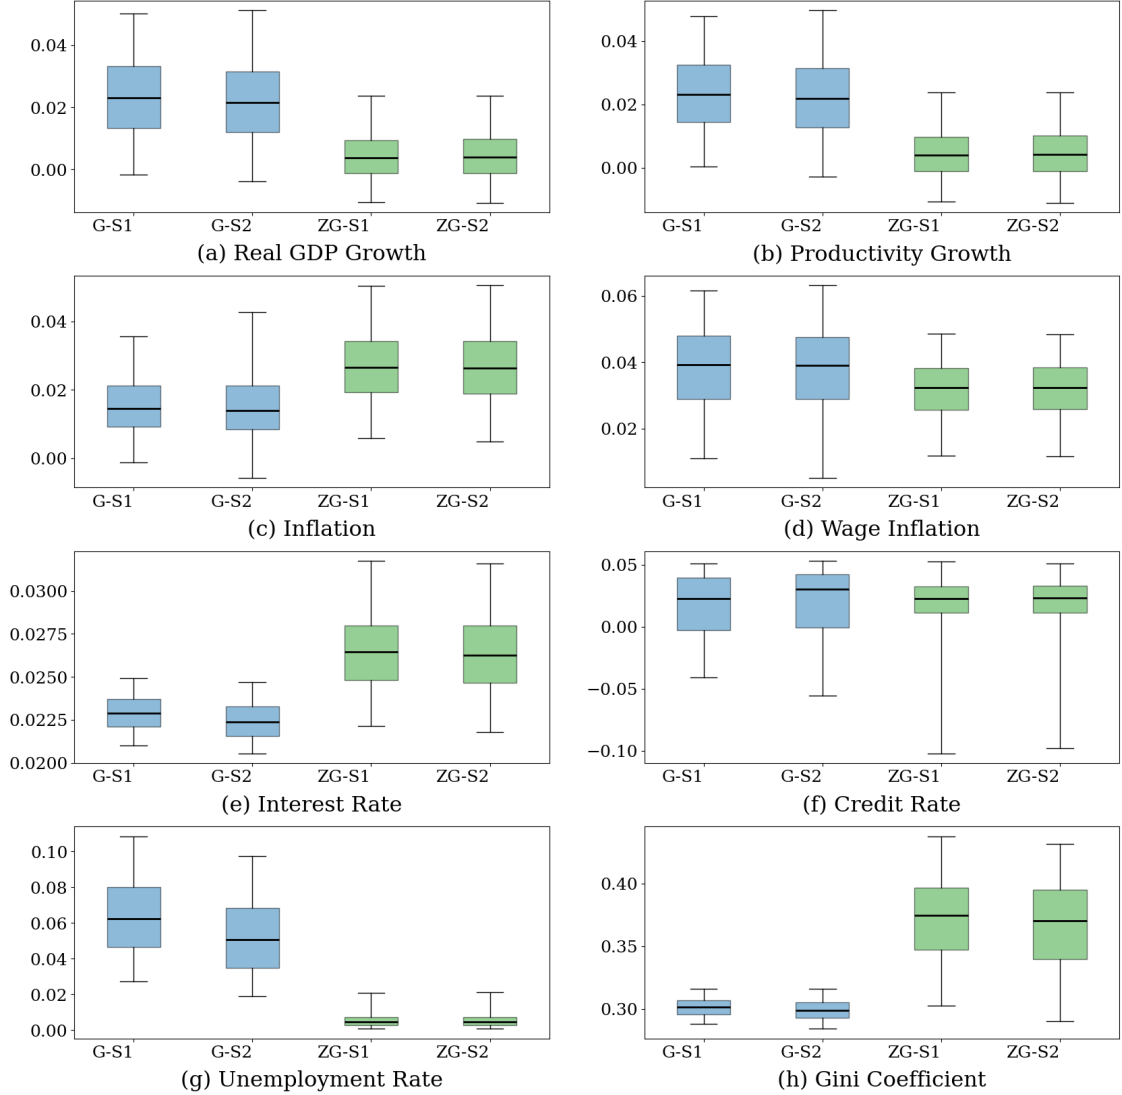 0.04
0.02
0.00
G-S1 G-S2 ZG-S1 ZG-S2
(a) Real GDP Growth
0.04
0.02
0.00
G-S1 G-S2 ZG-S1 ZG-S2
(b) Productivity Growth
0.04
0.02
0.00
G-S1 G-S2 ZG-S1 ZG-S2
(c) Inflation
0.06
0.04
0.02
G-S1 G-S2 ZG-S1 ZG-S2
(d) Wage Inflation
0.0300
0.0275
0.0250
0.0225
0.0200
G-S1 G-S2 ZG-S1 ZG-S2
(e) Interest Rate
0.05
0.00
−0.05
−0.10
G-S1 G-S2 ZG-S1 ZG-S2
(f) Credit Rate
0.10
0.08
0.06
0.04
0.02
0.00
G-S1 G-S2 ZG-S1 ZG-S2
(g) Unemployment Rate
0.40
0.35
0.30
G-S1 G-S2 ZG-S1 ZG-S2
(h) Gini Coefficient